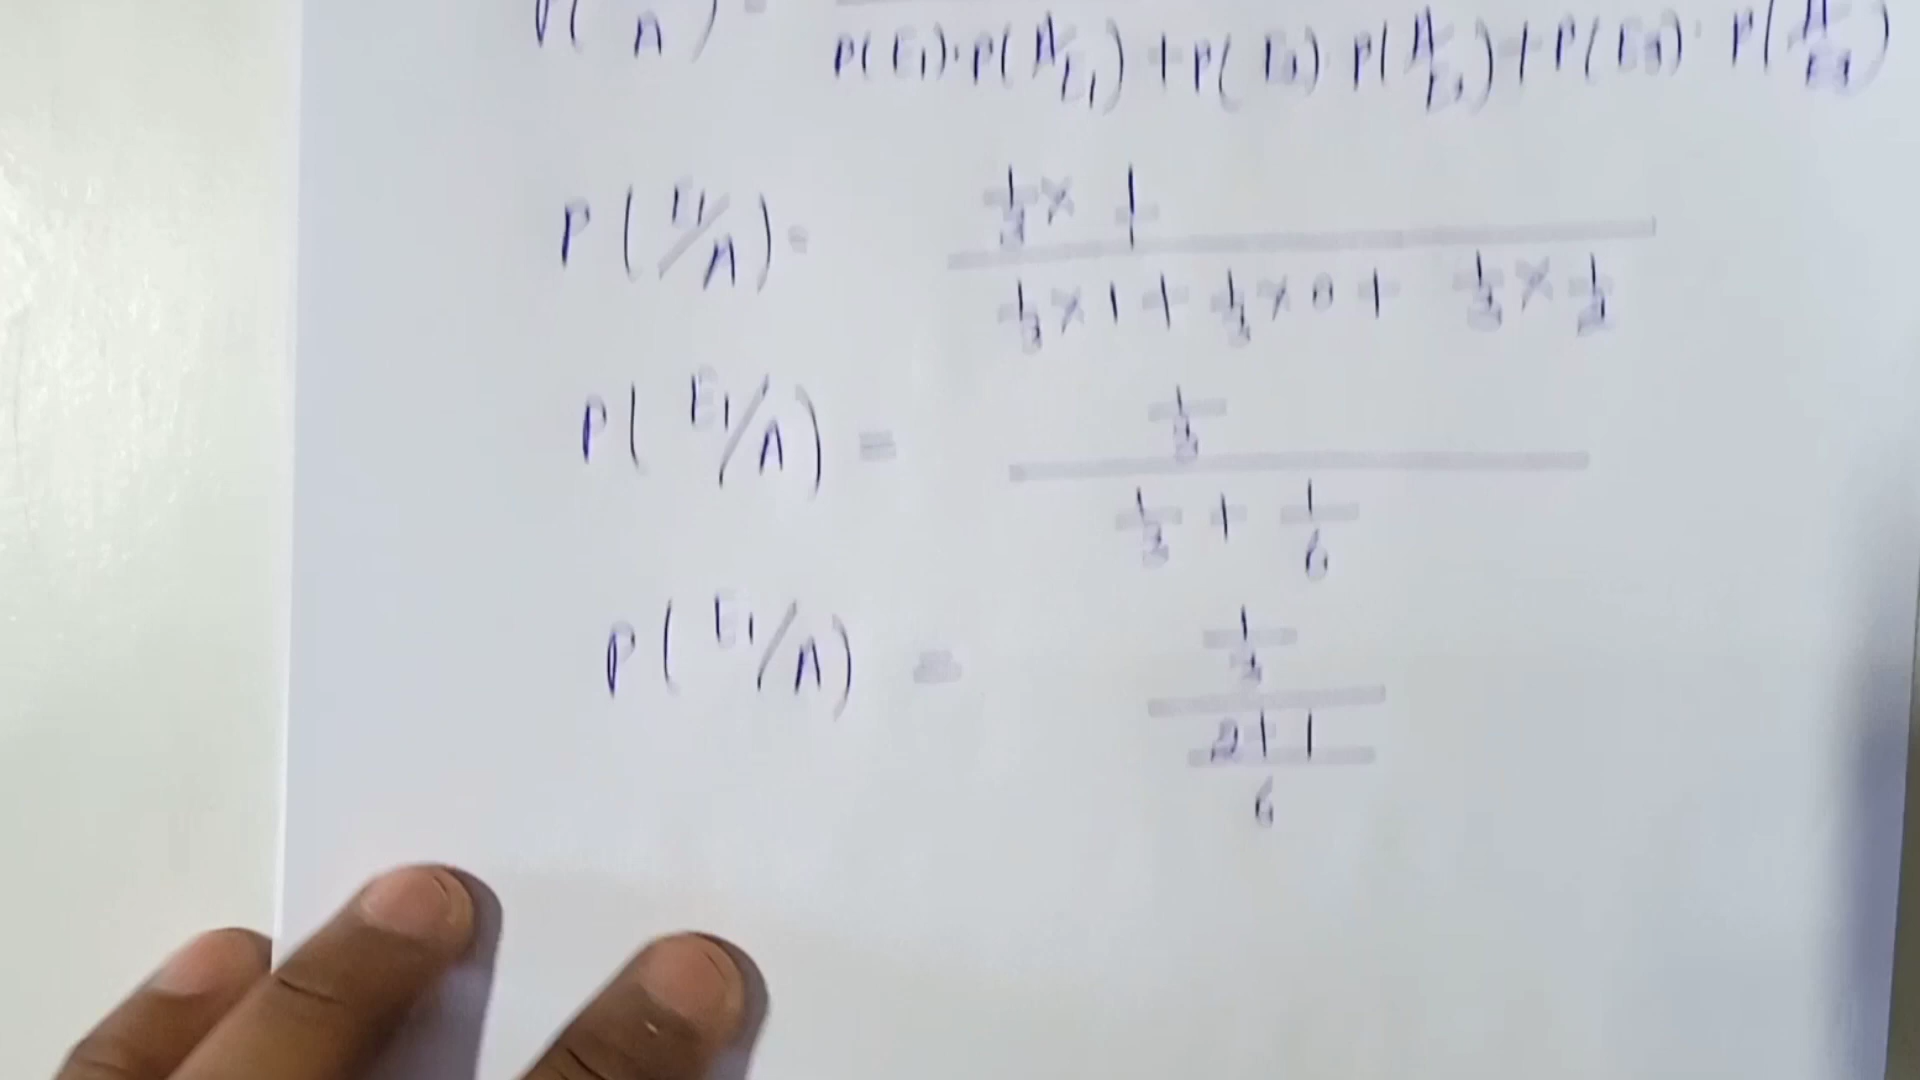 P( A ) =
P(E₁)·P(A/E₁) + P(E₂) P(A/E₂) + P(E₃)· P(A/E₃)
P(E₁/A) = (1/3 × 1) / (1/3 × 1 + 1/3 × 0 + 1/3 × 1/2)
P(E₁/A) = (1/3) / (1/3 + 1/6)
P(E₁/A) = (1/3) / ((2+1)/6)